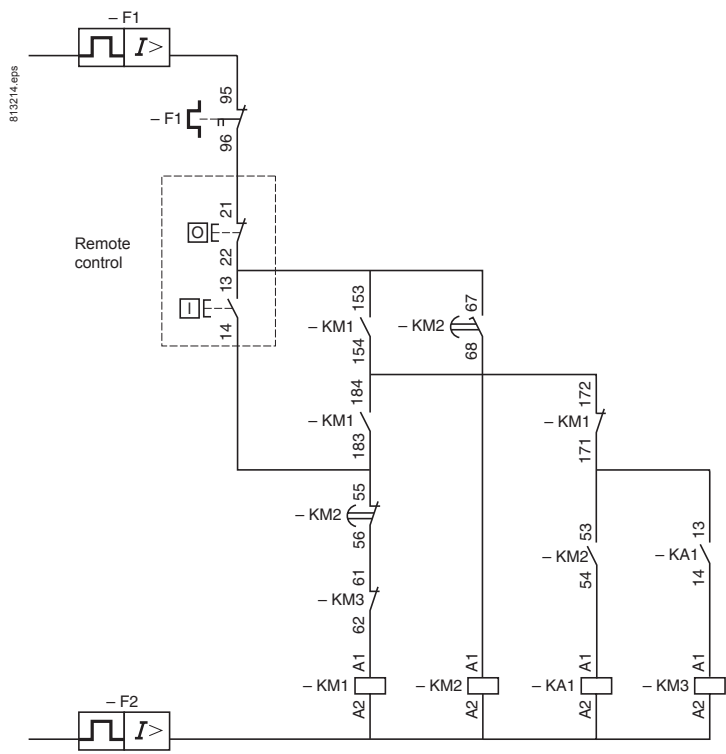 – F1
I >
813214.eps
95
– F1
96
21
O
Remote
control
22
13
I
14
153
– KM1
154
67
– KM2
68
184
– KM1
183
172
– KM1
171
55
– KM2
56
53
– KM2
54
13
– KA1
14
61
– KM3
62
A1
– KM1
A2
A1
– KM2
A2
A1
– KA1
A2
A1
– KM3
A2
– F2
I >